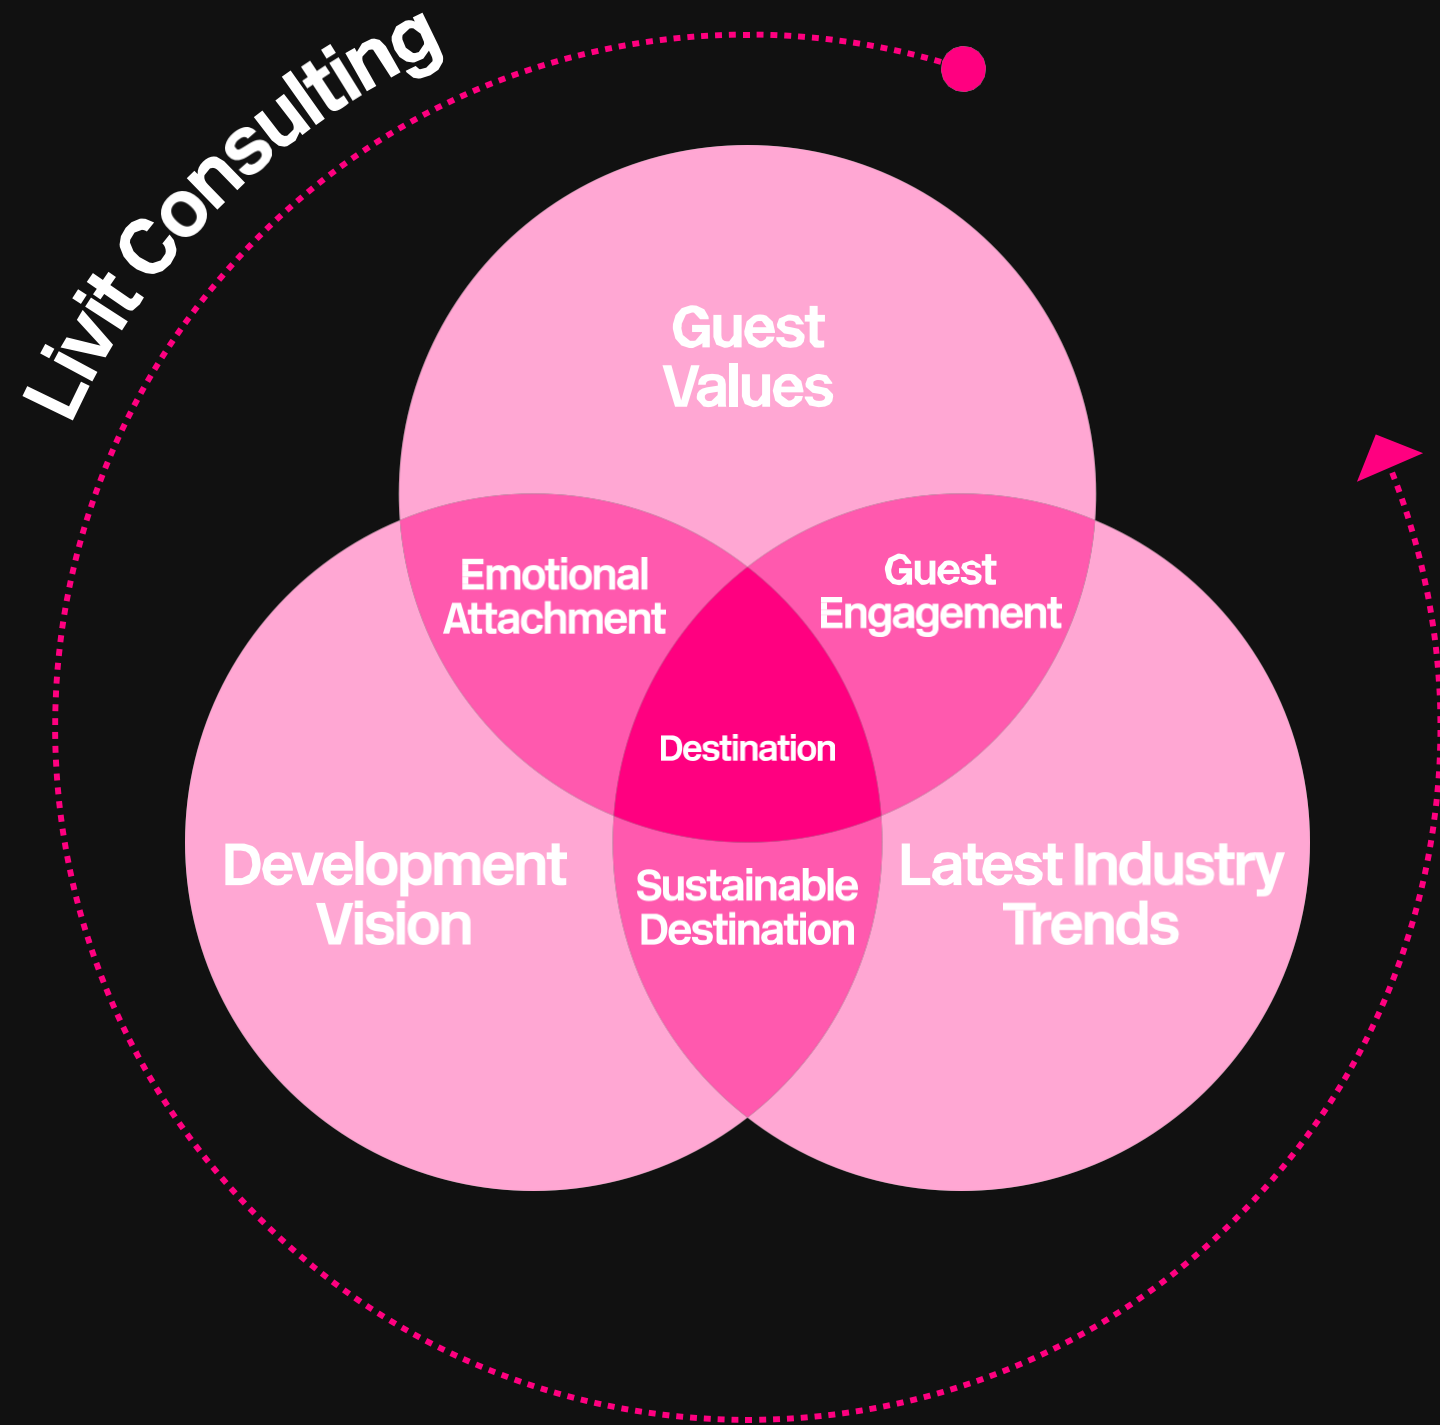 Livit Consulting
Guest
Values
Emotional
Attachment
Guest
Engagement
Destination
Development
Vision
Sustainable
Destination
Latest Industry
Trends